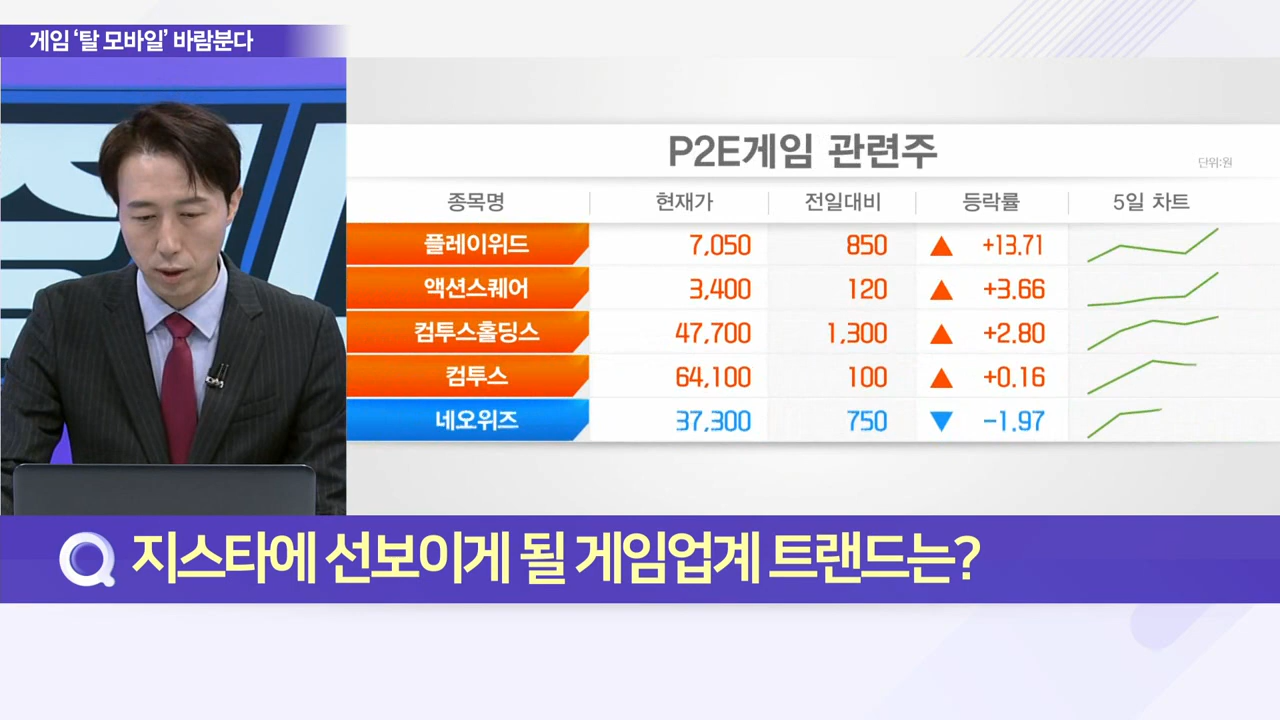 게임 ‘탈 모바일’ 바람분다
P2E게임 관련주
단위:원
종목명 현재가 전일대비 등락률 5일 차트
플레이위드 7,050 850 ▲ +13.71
액션스퀘어 3,400 120 ▲ +3.66
컴투스홀딩스 47,700 1,300 ▲ +2.80
컴투스 64,100 100 ▲ +0.16
네오위즈 37,300 750 ▼ -1.97
Q 지스타에 선보이게 될 게임업계 트랜드는?